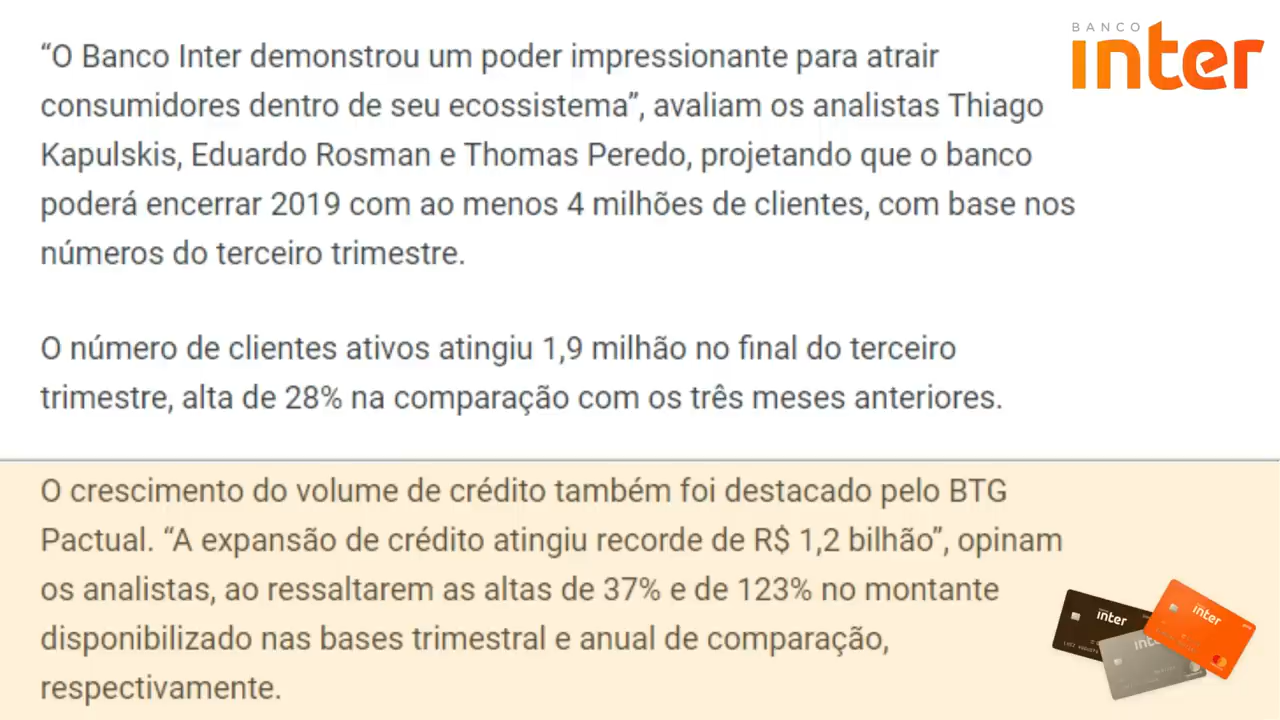 BANCO
inter
“O Banco Inter demonstrou um poder impressionante para atrair
consumidores dentro de seu ecossistema”, avaliam os analistas Thiago
Kapulskis, Eduardo Rosman e Thomas Peredo, projetando que o banco
poderá encerrar 2019 com ao menos 4 milhões de clientes, com base nos
números do terceiro trimestre.
O número de clientes ativos atingiu 1,9 milhão no final do terceiro
trimestre, alta de 28% na comparação com os três meses anteriores.
O crescimento do volume de crédito também foi destacado pelo BTG
Pactual. “A expansão de crédito atingiu recorde de R$ 1,2 bilhão”, opinam
os analistas, ao ressaltarem as altas de 37% e de 123% no montante
disponibilizado nas bases trimestral e anual de comparação,
respectivamente.
inter
inter